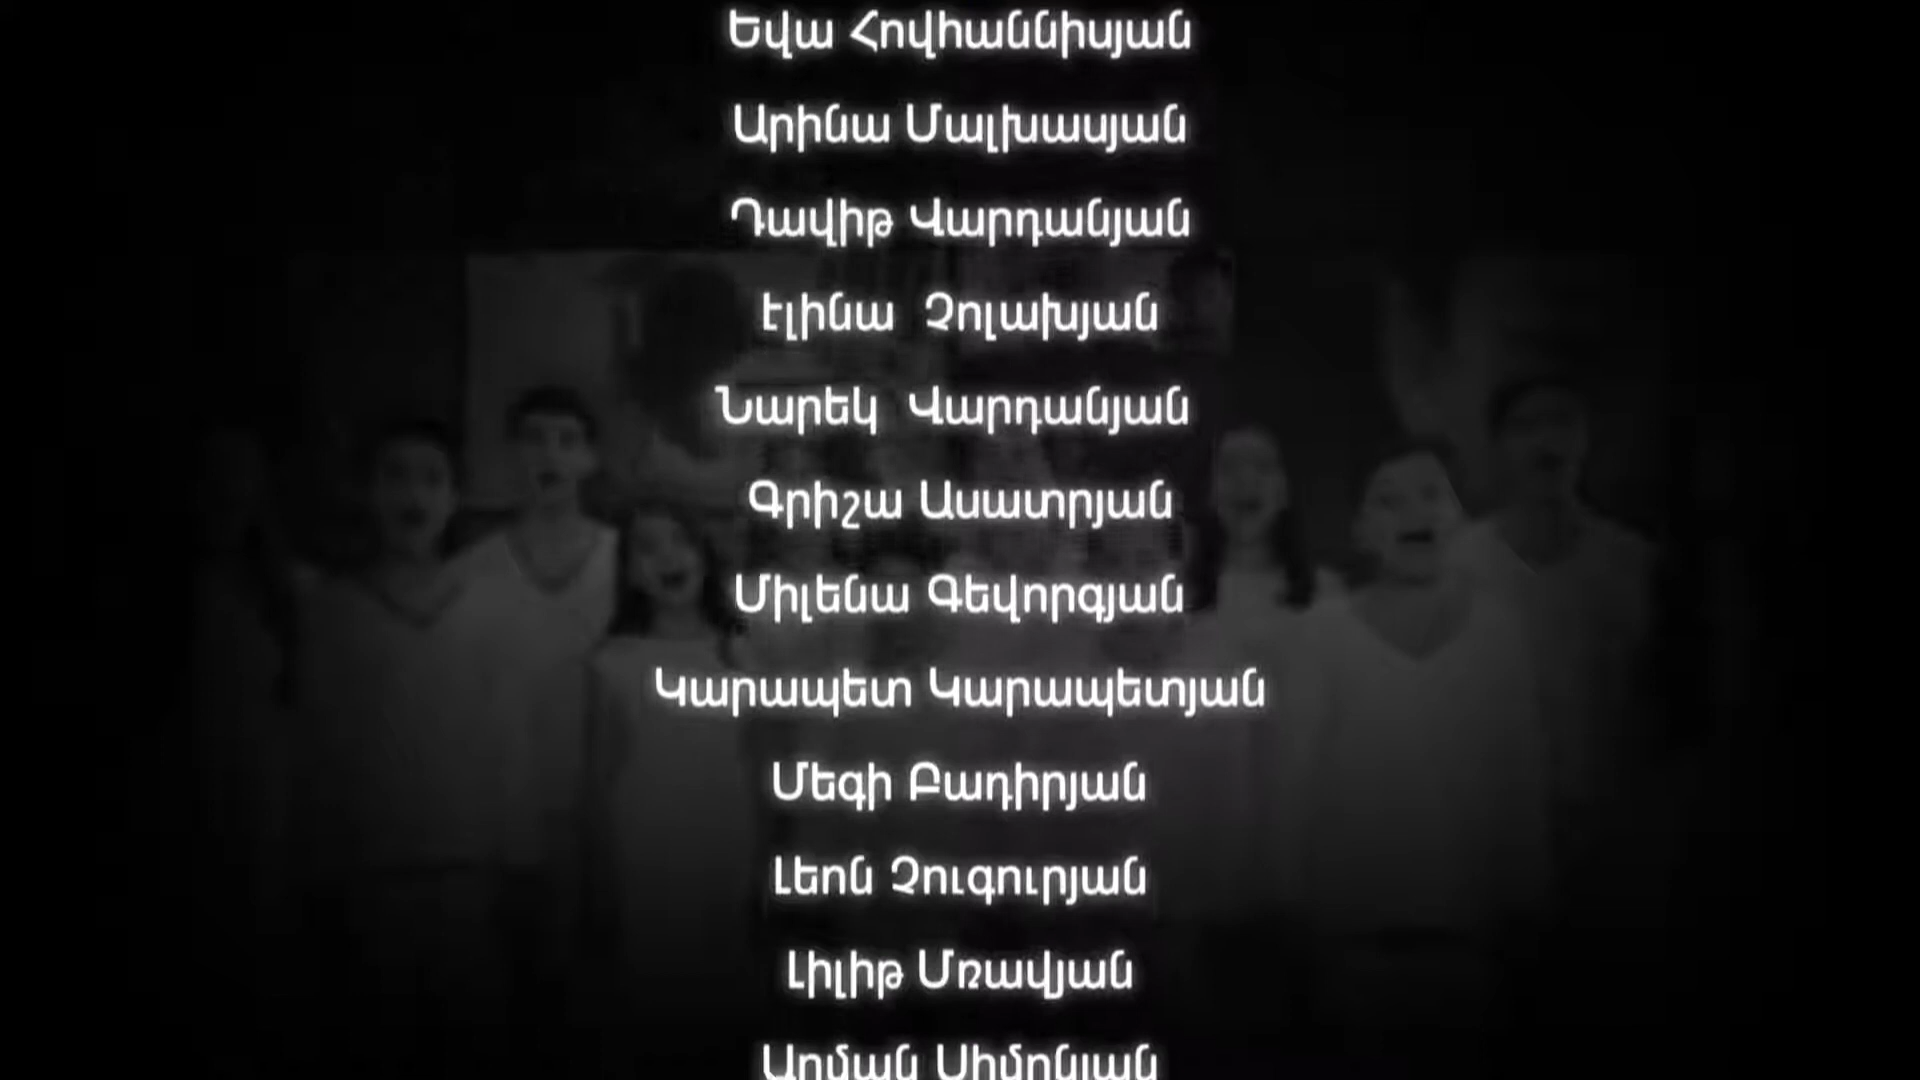 Եվա Հովհաննիսյան
Արինա Մալխասյան
Դավիթ Վարդանյան
Էլինա Չոլախյան
Նարեկ Վարդանյան
Գրիշա Ասատրյան
Միլենա Գեվորգյան
Կարապետ Կարապետյան
Մեգի Բադիրյան
Լեոն Չուգուրյան
Լիլիթ Մռավյան
Արման Սիմոնյան